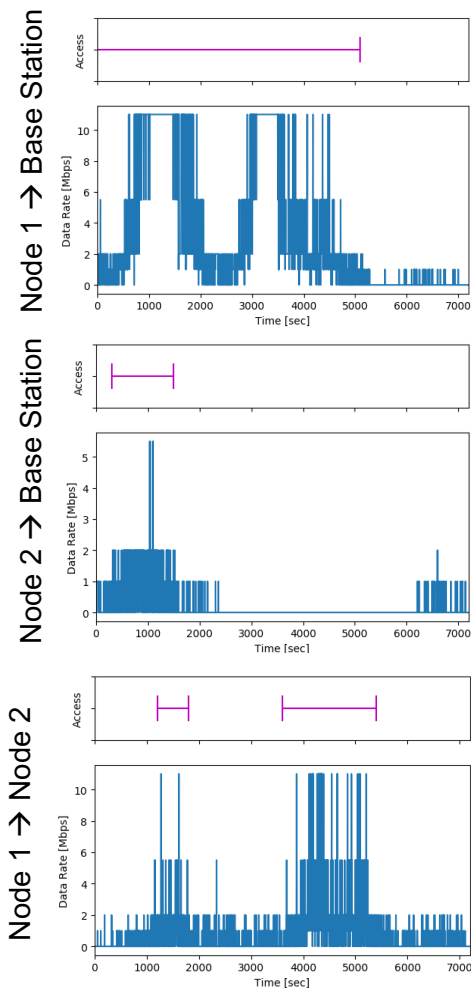 Node 1 → Base Station
Access
Data Rate [Mbps]
10
8
6
4
2
0
0 1000 2000 3000 4000 5000 6000 7000
Time [sec]
Node 2 → Base Station
Access
Data Rate [Mbps]
5
4
3
2
1
0
0 1000 2000 3000 4000 5000 6000 7000
Time [sec]
Node 1 → Node 2
Access
Data Rate [Mbps]
10
8
6
4
2
0
0 1000 2000 3000 4000 5000 6000 7000
Time [sec]